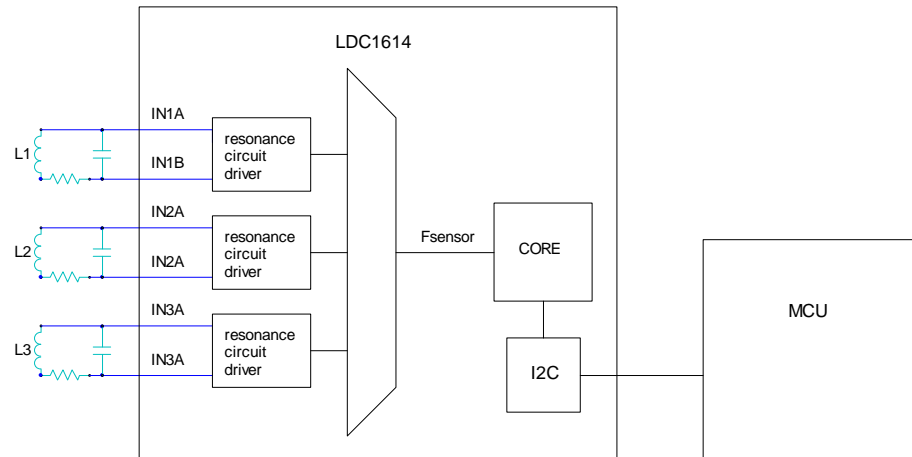 LDC1614
IN1A
L1
resonance
circuit
driver
IN1B
IN2A
L2
resonance
circuit
driver
IN2A
Fsensor
CORE
IN3A
L3
resonance
circuit
driver
IN3A
I2C
MCU